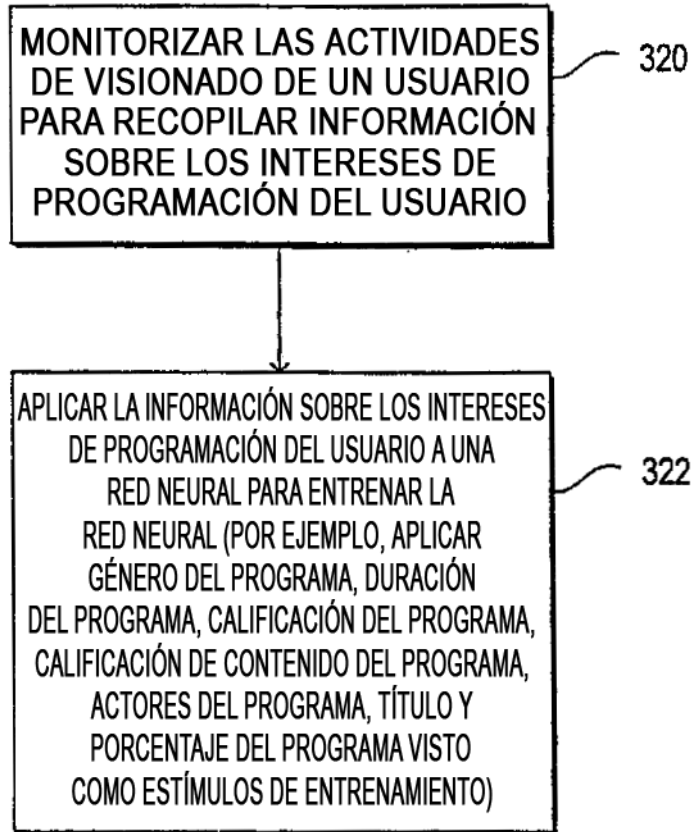 MONITORIZAR LAS ACTIVIDADES
DE VISIONADO DE UN USUARIO
PARA RECOPILAR INFORMACIÓN
SOBRE LOS INTERESES DE
PROGRAMACIÓN DEL USUARIO
320
APLICAR LA INFORMACIÓN SOBRE LOS INTERESES
DE PROGRAMACIÓN DEL USUARIO A UNA
RED NEURAL PARA ENTRENAR LA
RED NEURAL (POR EJEMPLO, APLICAR
GÉNERO DEL PROGRAMA, DURACIÓN
DEL PROGRAMA, CALIFICACIÓN DEL PROGRAMA,
CALIFICACIÓN DE CONTENIDO DEL PROGRAMA,
ACTORES DEL PROGRAMA, TÍTULO Y
PORCENTAJE DEL PROGRAMA VISTO
COMO ESTÍMULOS DE ENTRENAMIENTO)
322